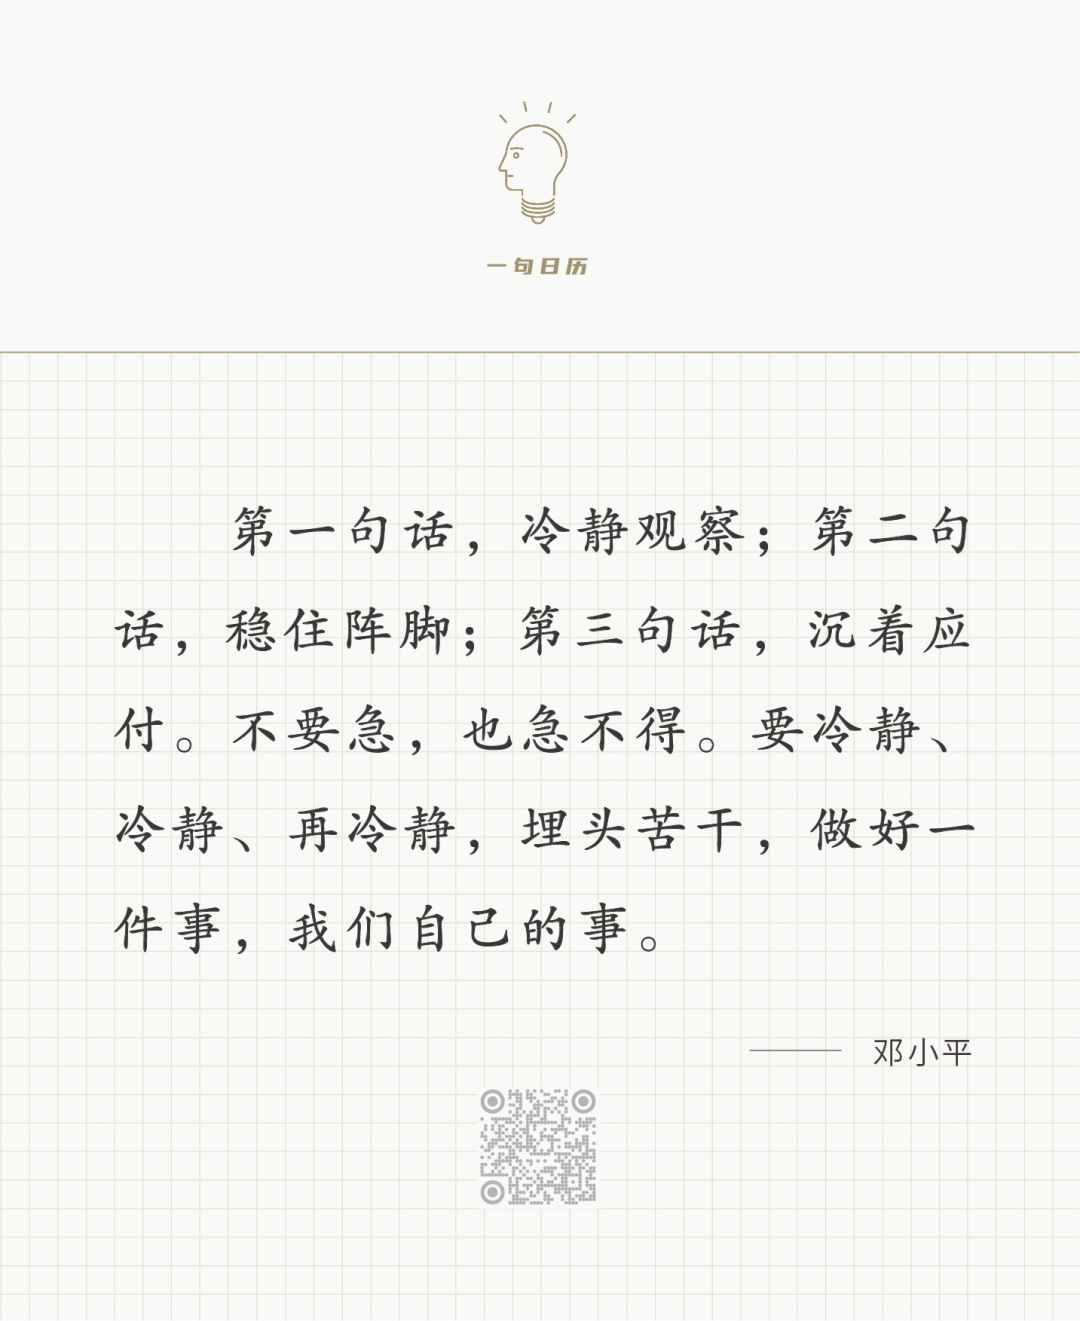 一句日历
第一句话，冷静观察；第二句
话，稳住阵脚；第三句话，沉着应
付。不要急，也急不得。要冷静、
冷静、再冷静，埋头苦干，做好一
件事，我们自己的事。
—— 邓小平